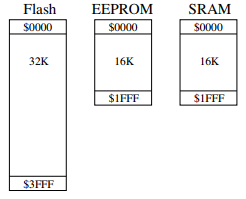 Flash EEPROM SRAM
$0000 $0000 $0000
32K 16K 16K
$1FFF $1FFF
$3FFF